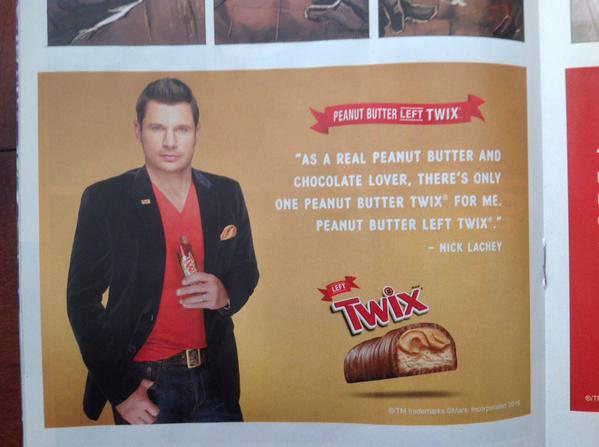 PEANUT BUTTER LEFT TWIX®
"AS A REAL PEANUT BUTTER AND
CHOCOLATE LOVER, THERE'S ONLY
ONE PEANUT BUTTER TWIX® FOR ME.
PEANUT BUTTER LEFT TWIX®."
– NICK LACHEY
TWIX
LEFT
TWIX
®/TM trademarks ©Mars, Incorporated 2015
®/T